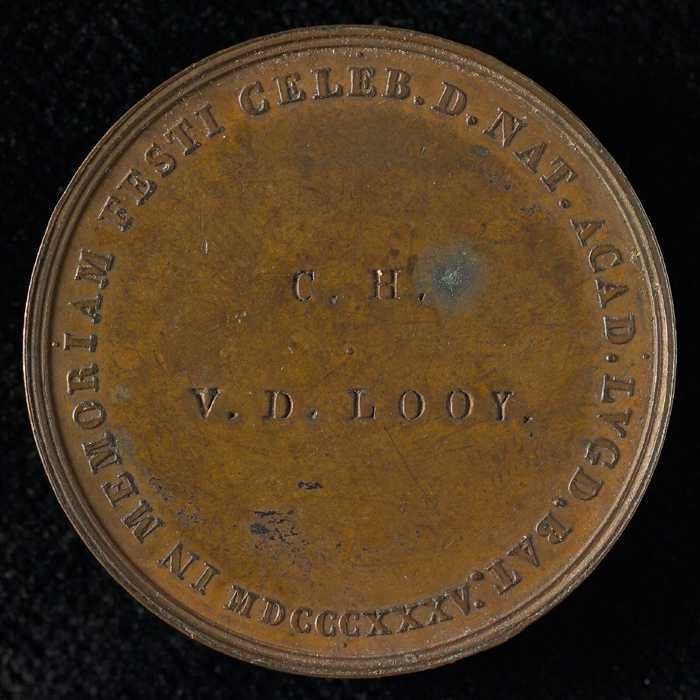 IN MEMORIAM FESTI CELEB. D. NAT. ACAD. LVGD. BAT.
MDCCCXXXV.
C. H.
V. D. LOOY.